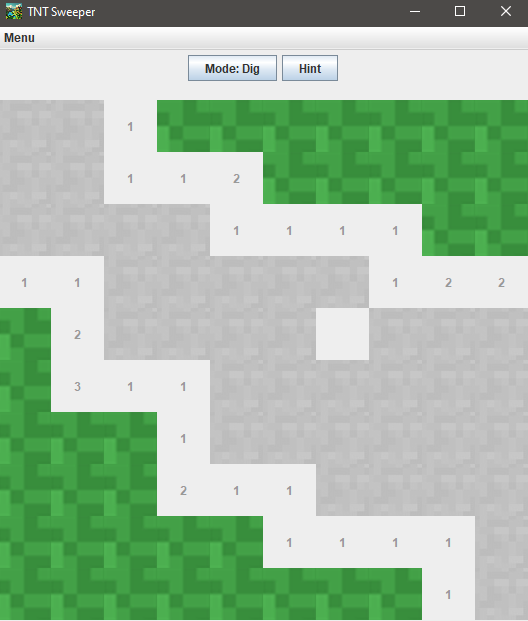 TNT Sweeper
Menu
Mode: Dig Hint
1
1 1 2
1 1 1 1
1 1 1 2 2
2
3 1 1
1
2 1 1
1 1 1 1
1